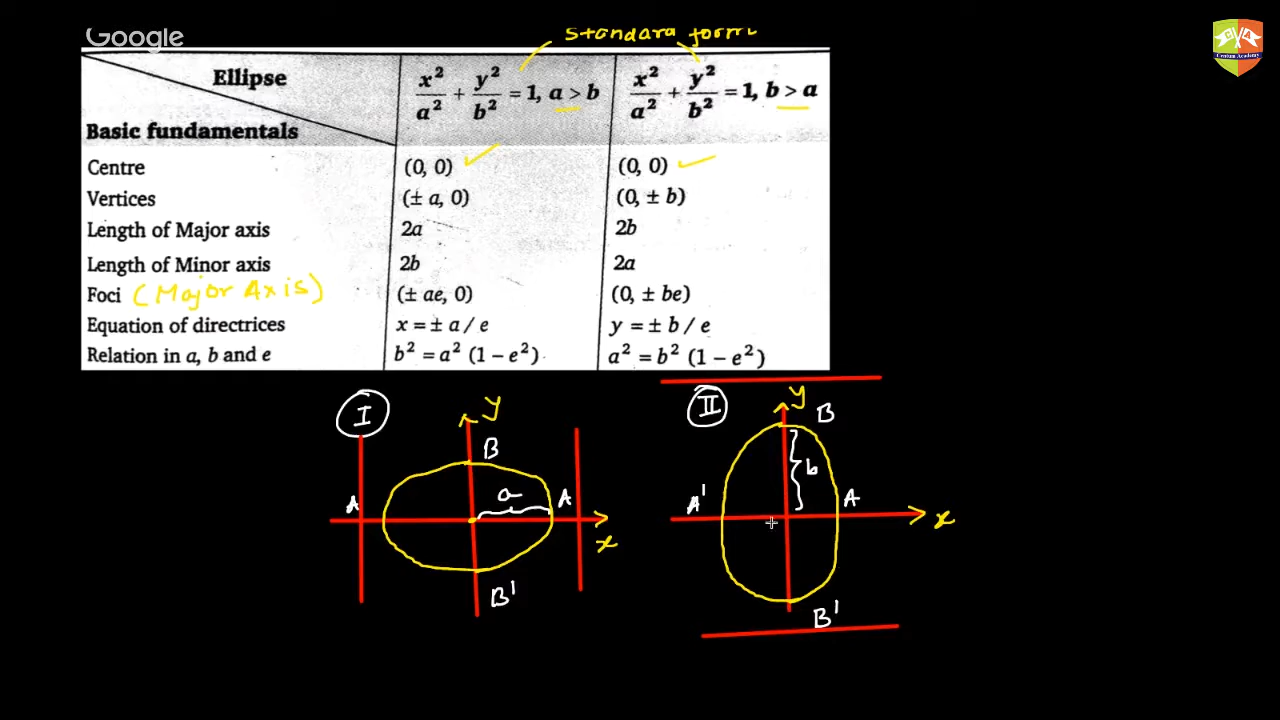 Google
Standard form
Ellipse
x²/a² + y²/b² = 1, a > b
x²/a² + y²/b² = 1, b > a
Basic fundamentals
Centre (0, 0) (0, 0)
Vertices (± a, 0) (0, ± b)
Length of Major axis 2a 2b
Length of Minor axis 2b 2a
Foci (Major Axis) (± ae, 0) (0, ± be)
Equation of directrices x = ± a / e y = ± b / e
Relation in a, b and e b² = a² (1 − e²). a² = b² (1 − e²)
I
y
B
a
A
A
x
B'
II
y
B
b
A'
A
x
B'
Centum Academy